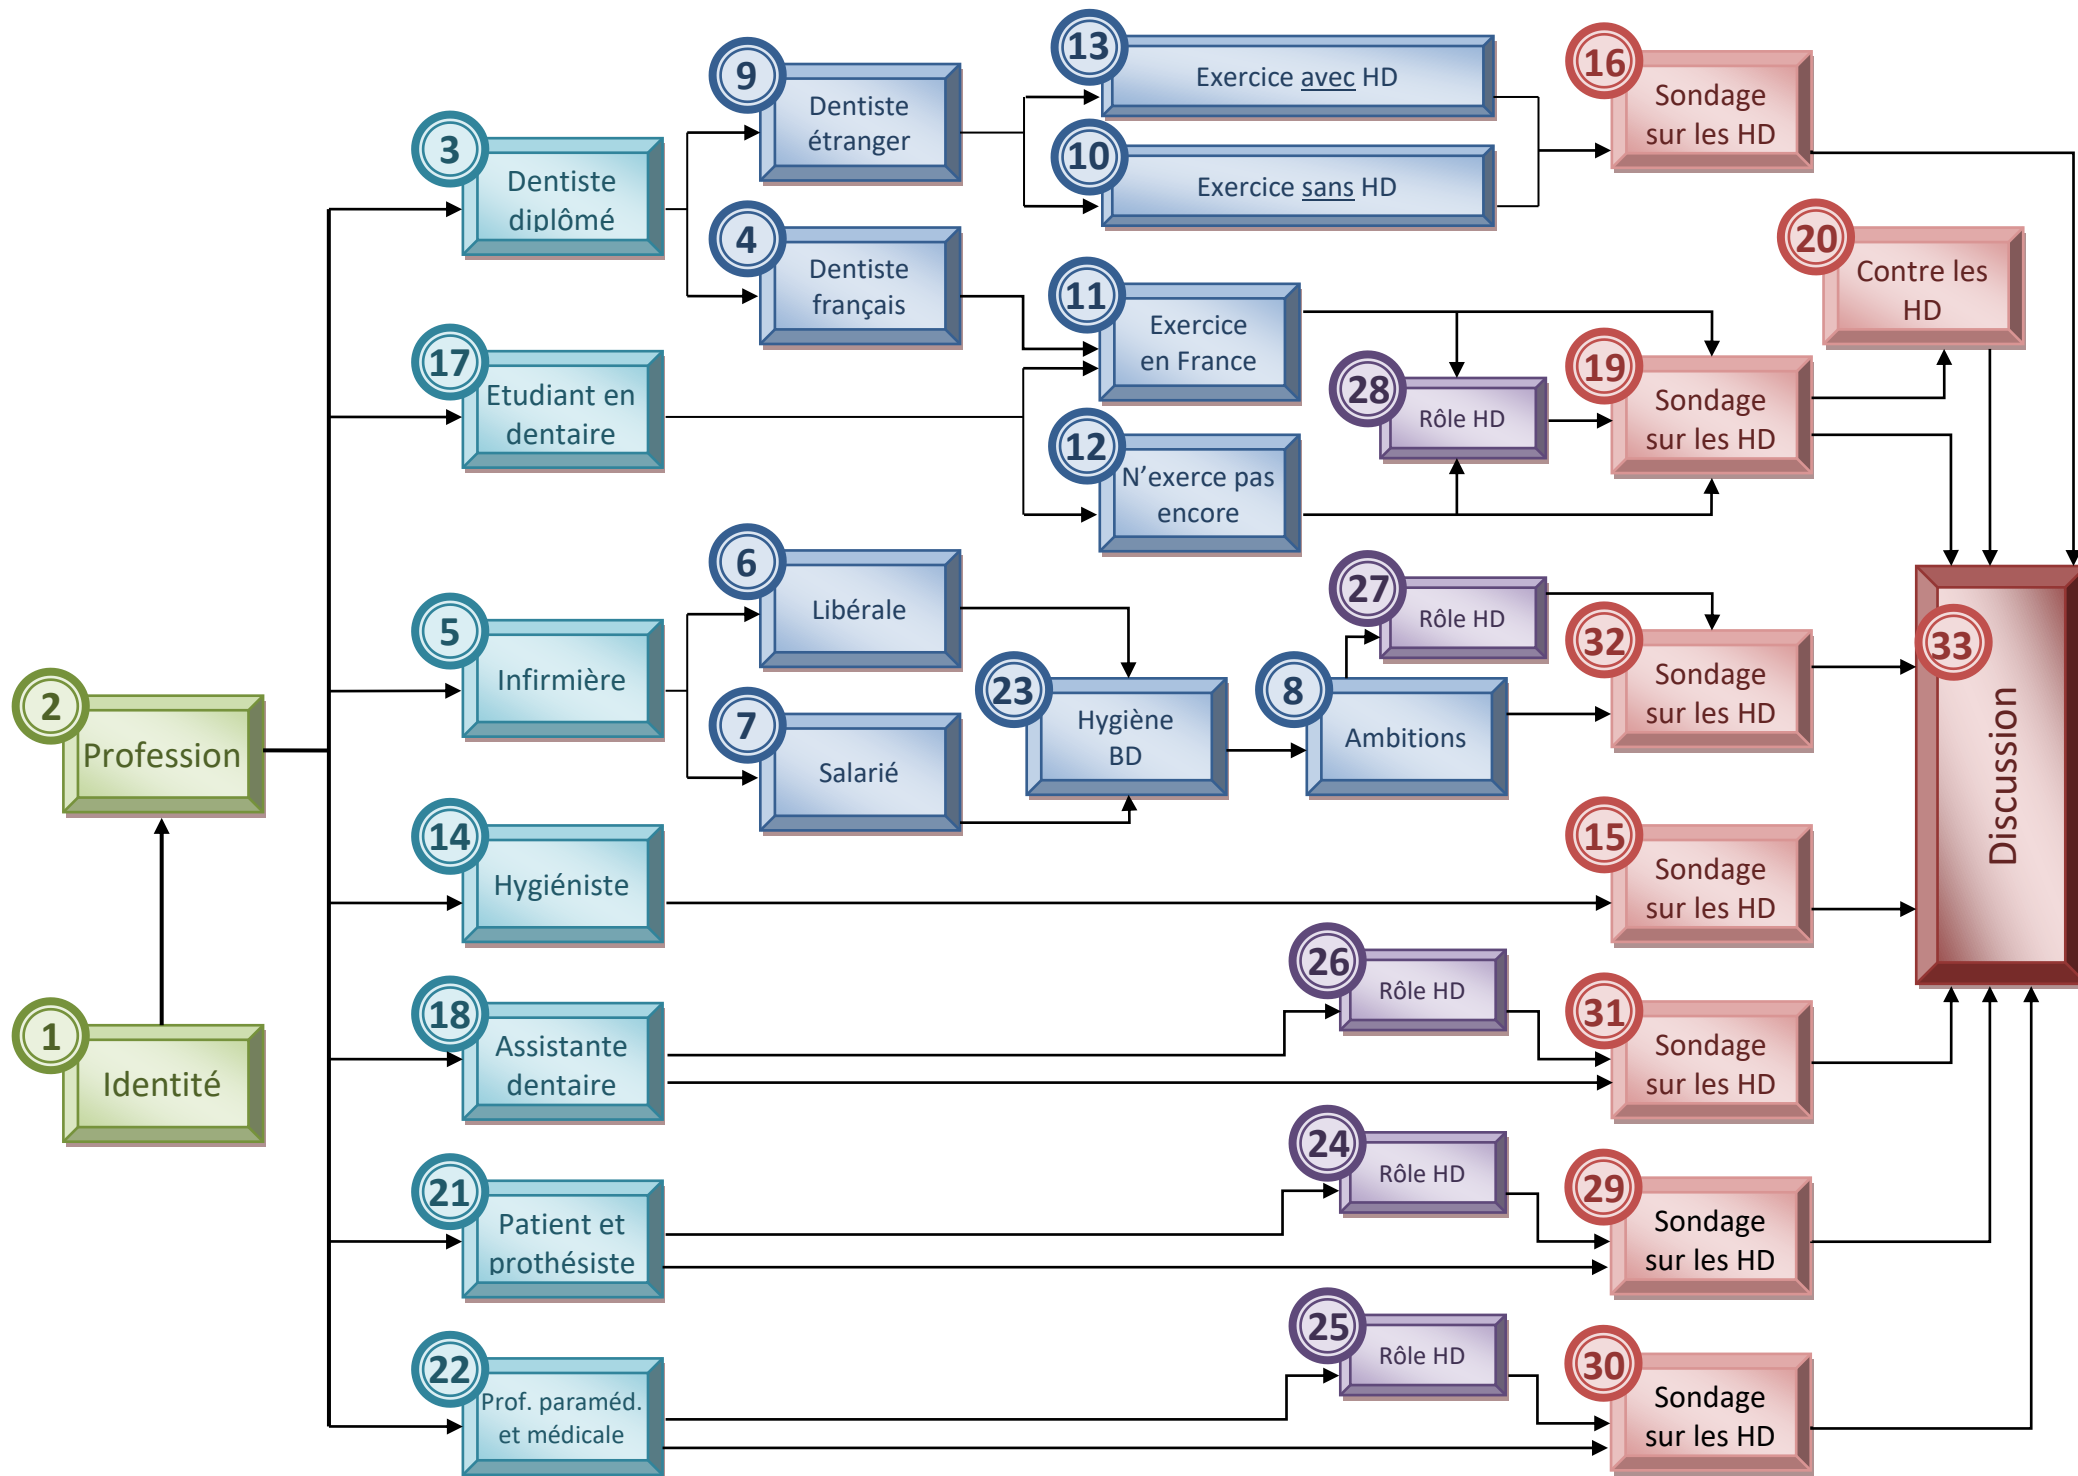 13
Exercice avec HD
16
Sondage
sur les HD
9
Dentiste
étranger
3
Dentiste
diplômé
10
Exercice sans HD
4
Dentiste
français
20
Contre les
HD
11
Exercice
en France
17
Etudiant en
dentaire
28
Rôle HD
19
Sondage
sur les HD
12
N’exerce pas
encore
6
Libérale
27
Rôle HD
5
Infirmière
32
Sondage
sur les HD
33
Discussion
2
Profession
7
Salarié
23
Hygiène
BD
8
Ambitions
14
Hygiéniste
15
Sondage
sur les HD
1
Identité
18
Assistante
dentaire
26
Rôle HD
31
Sondage
sur les HD
21
Patient et
prothésiste
24
Rôle HD
29
Sondage
sur les HD
22
Prof. paraméd.
et médicale
25
Rôle HD
30
Sondage
sur les HD